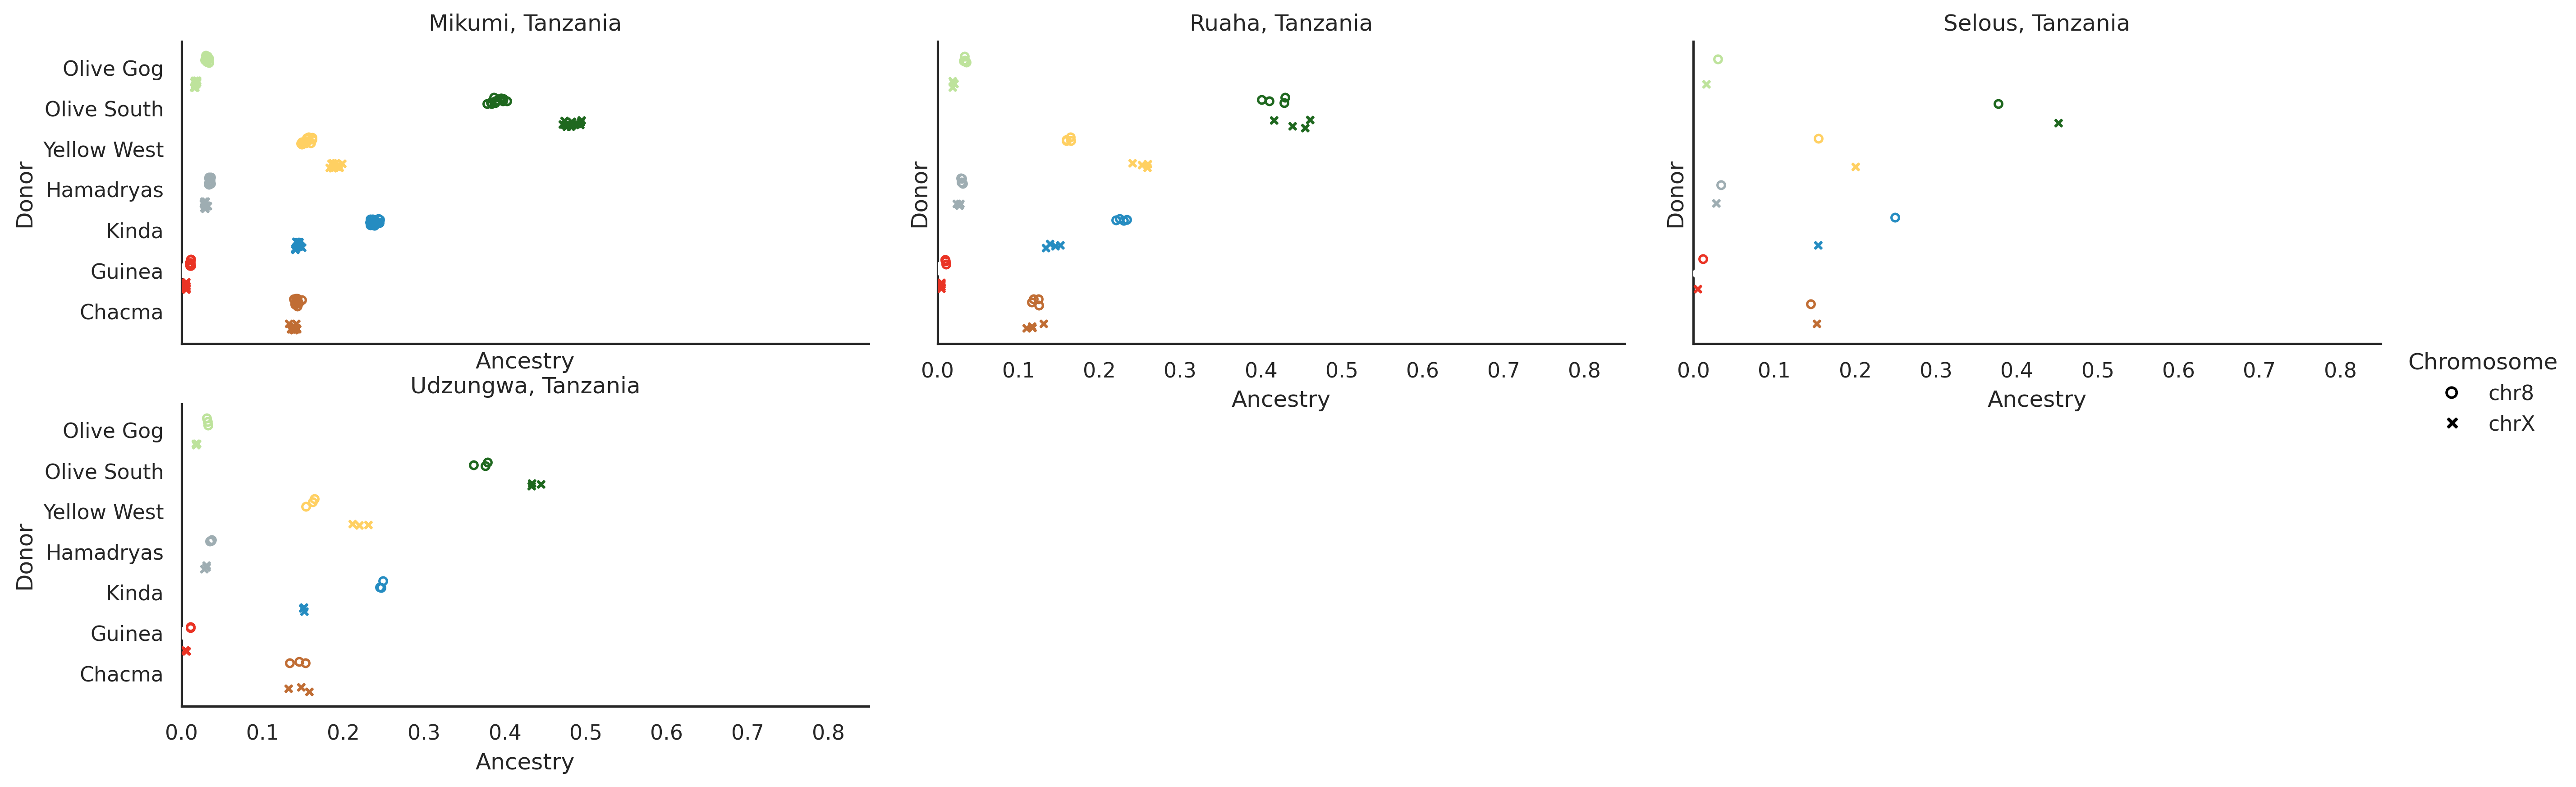 Mikumi, Tanzania
Ruaha, Tanzania
Selous, Tanzania
Donor
Olive Gog
Olive South
Yellow West
Hamadryas
Kinda
Guinea
Chacma
Ancestry
Donor
0.0 0.1 0.2 0.3 0.4 0.5 0.6 0.7 0.8
Ancestry
Donor
0.0 0.1 0.2 0.3 0.4 0.5 0.6 0.7 0.8
Ancestry
Chromosome
chr8
chrX
Udzungwa, Tanzania
Donor
Olive Gog
Olive South
Yellow West
Hamadryas
Kinda
Guinea
Chacma
0.0 0.1 0.2 0.3 0.4 0.5 0.6 0.7 0.8
Ancestry